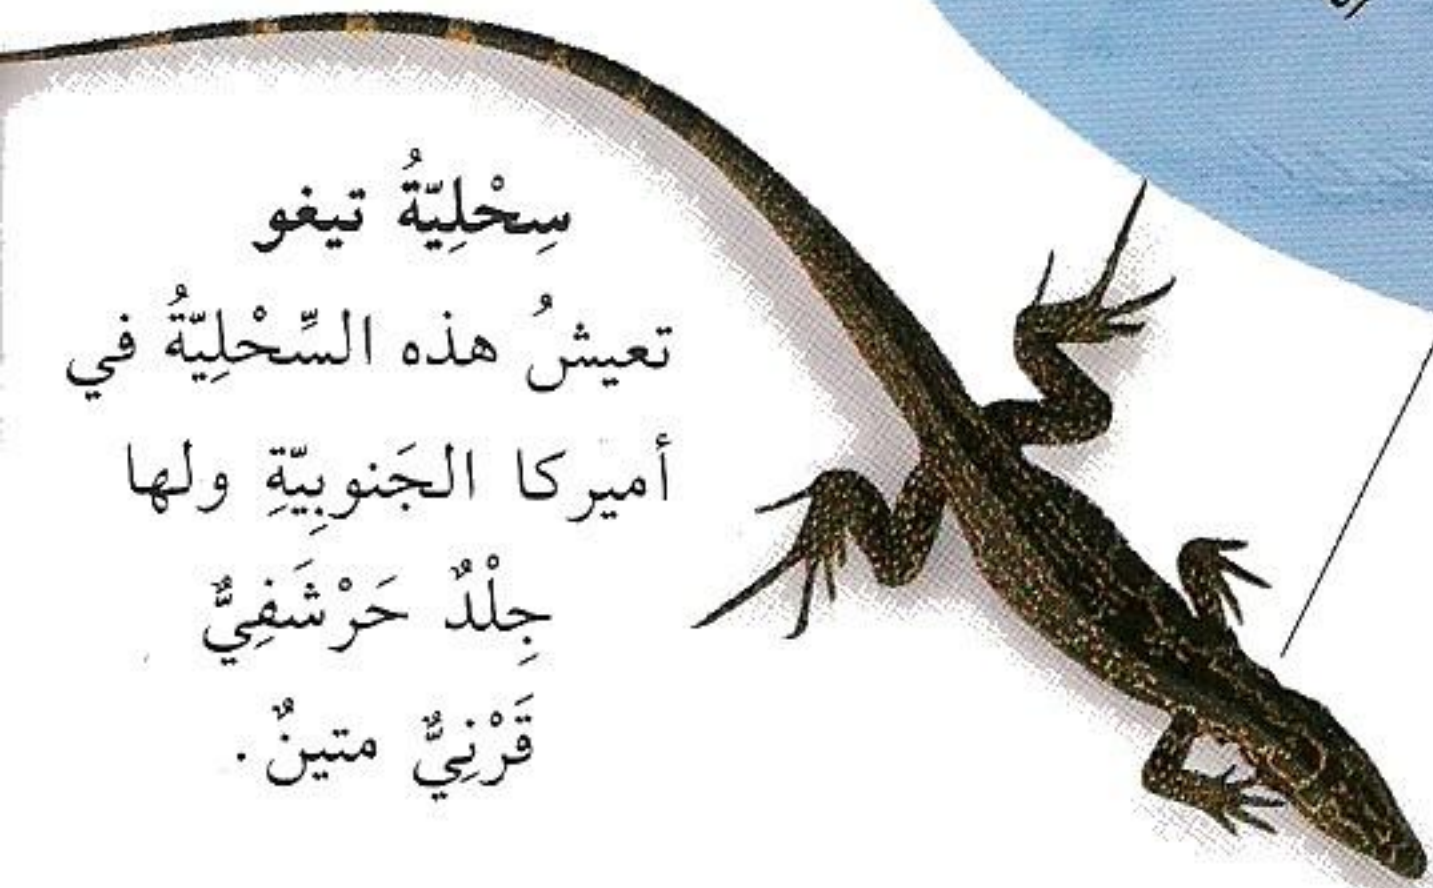 سِحْلِيّةُ تيغو
تعيشُ هذه السِّحْلِيّةُ في
أميركا الجَنوبِيّةِ ولها
جِلْدٌ حَرْشَفِيٌّ
قَرْنِيٌّ متينٌ.